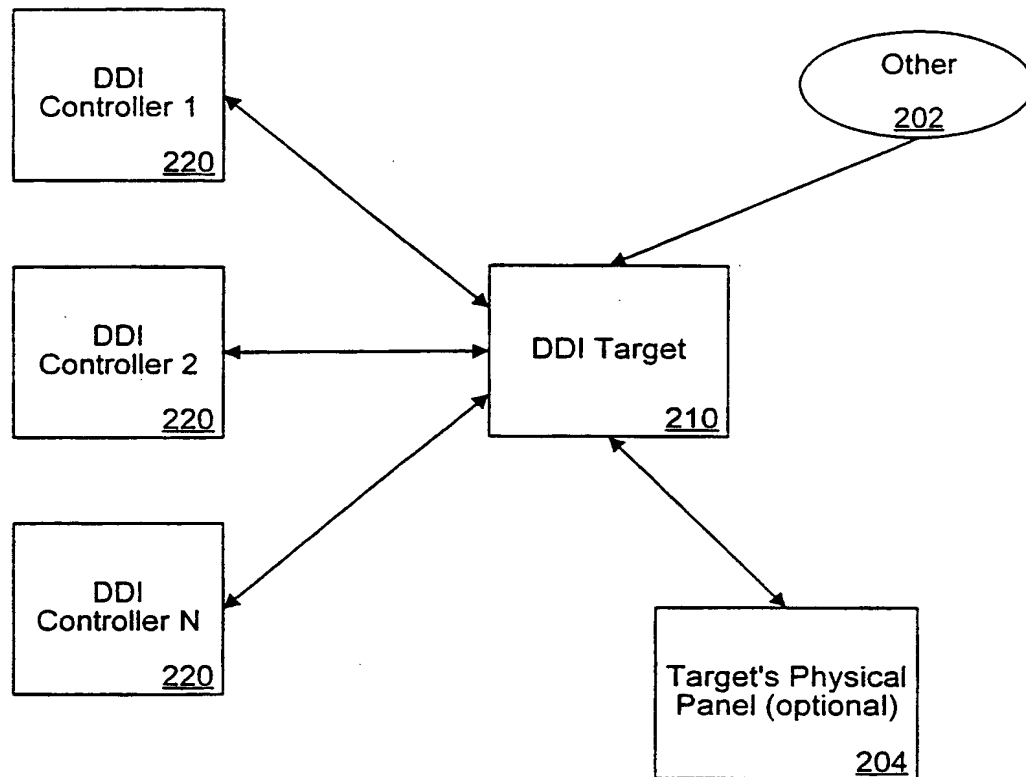 DDI
Controller 1
220
Other
202
DDI
Controller 2
220
DDI Target
210
DDI
Controller N
220
Target's Physical
Panel (optional)
204